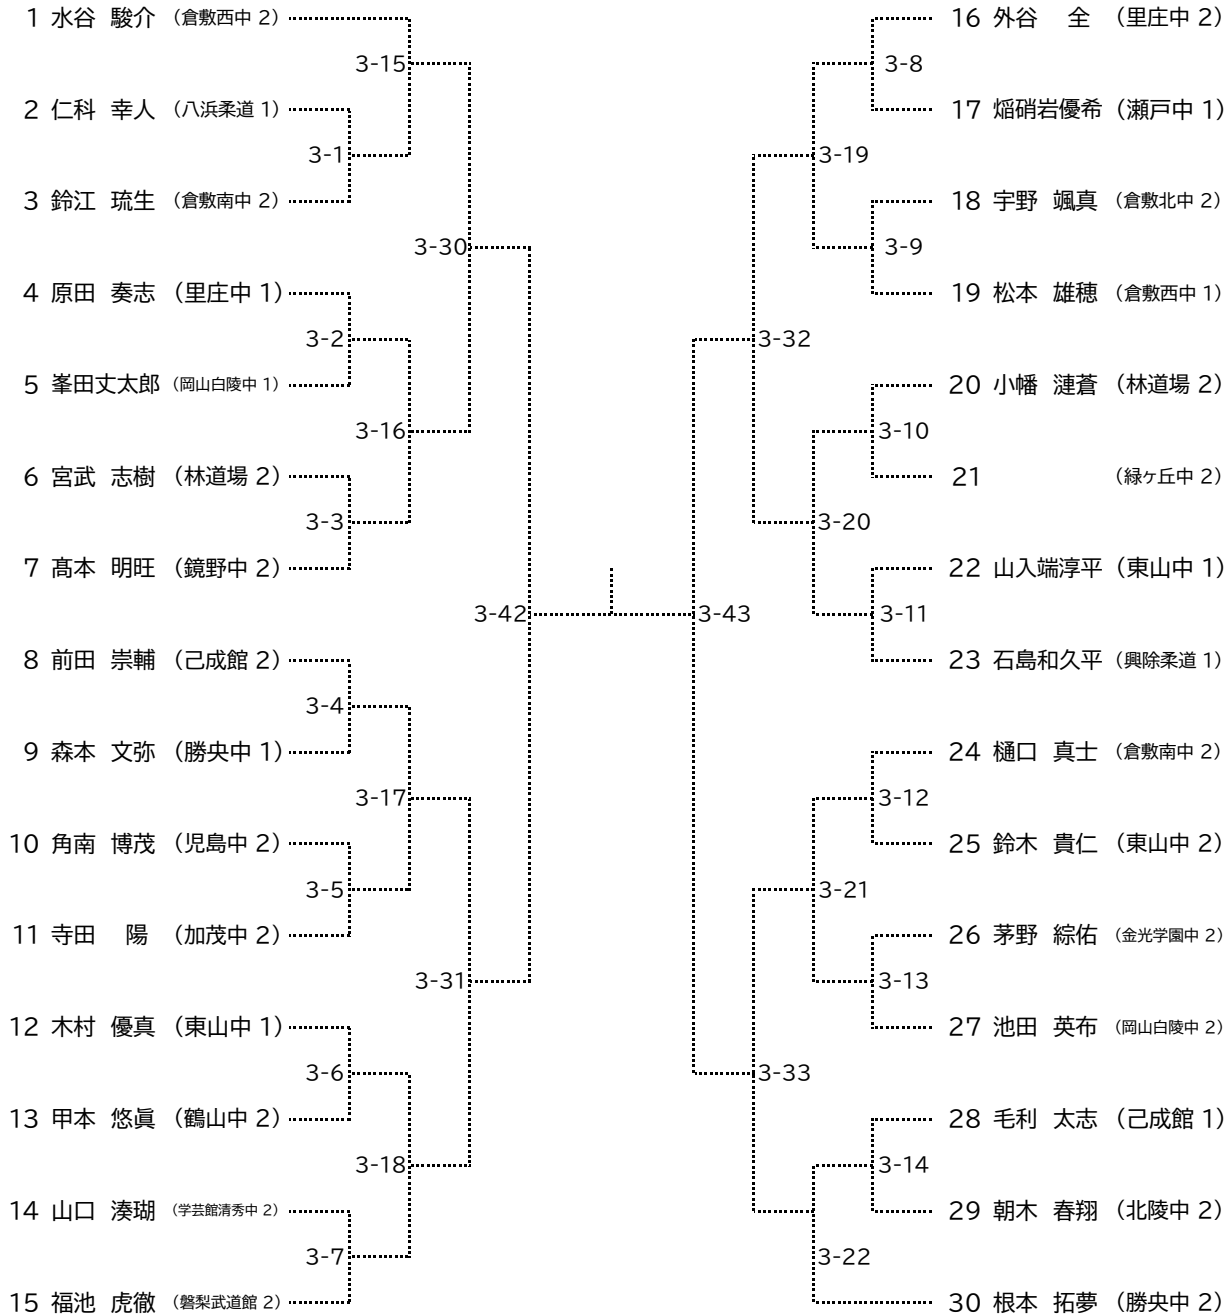 1 水谷 駿介 （倉敷西中 2）
3-15
2 仁科 幸人 （八浜柔道 1）
3-1
3 鈴江 琉生 （倉敷南中 2）
3-30
4 原田 奏志 （里庄中 1）
3-2
5 峯田丈太郎 （岡山白陵中 1）
3-16
6 宮武 志樹 （林道場 2）
3-3
7 髙本 明旺 （鏡野中 2）
3-42
8 前田 崇輔 （己成館 2）
3-4
9 森本 文弥 （勝央中 1）
3-17
10 角南 博茂 （児島中 2）
3-5
11 寺田 陽 （加茂中 2）
3-31
12 木村 優真 （東山中 1）
3-6
13 甲本 悠眞 （鶴山中 2）
3-18
14 山口 湊瑚 （学芸館清秀中 2）
3-7
15 福池 虎徹 （磐梨武道館 2）
16 外谷 全 （里庄中 2）
3-8
17 焰硝岩優希 （瀬戸中 1）
3-19
18 宇野 颯真 （倉敷北中 2）
3-9
19 松本 雄穂 （倉敷西中 1）
3-32
20 小幡 漣蒼 （林道場 2）
3-10
21 （緑ヶ丘中 2）
3-20
22 山入端淳平 （東山中 1）
3-11
3-43
23 石島和久平 （興除柔道 1）
24 樋口 真士 （倉敷南中 2）
3-12
25 鈴木 貴仁 （東山中 2）
3-21
26 茅野 綜佑 （金光学園中 2）
3-13
27 池田 英布 （岡山白陵中 2）
3-33
28 毛利 太志 （己成館 1）
3-14
29 朝木 春翔 （北陵中 2）
3-22
30 根本 拓夢 （勝央中 2）